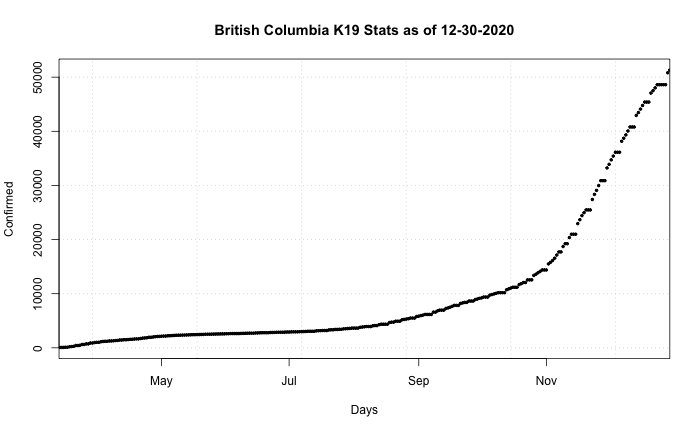 British Columbia K19 Stats as of 12-30-2020
Confirmed
50000
40000
30000
20000
10000
0
May Jul Sep Nov
Days